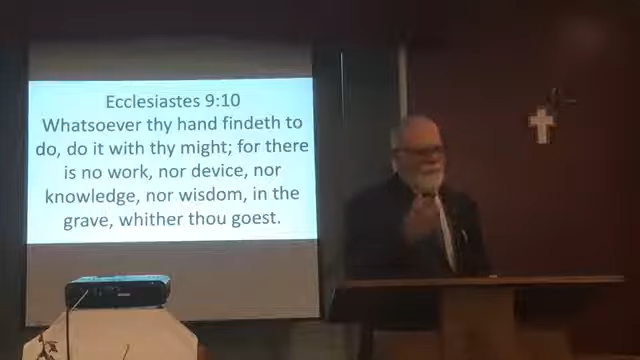 Ecclesiastes 9:10
Whatsoever thy hand findeth to
do, do it with thy might; for there
is no work, nor device, nor
knowledge, nor wisdom, in the
grave, whither thou goest.